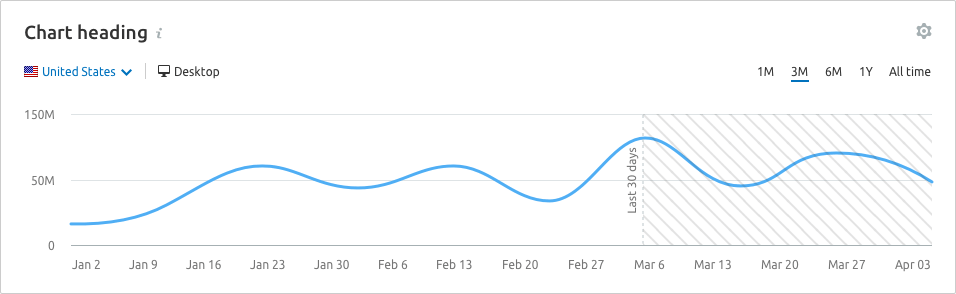 Chart heading i
United States Desktop 1M 3M 6M 1Y All time
150M
50M
0
Last 30 days
Jan 2 Jan 9 Jan 16 Jan 23 Jan 30 Feb 6 Feb 13 Feb 20 Feb 27 Mar 6 Mar 13 Mar 20 Mar 27 Apr 03